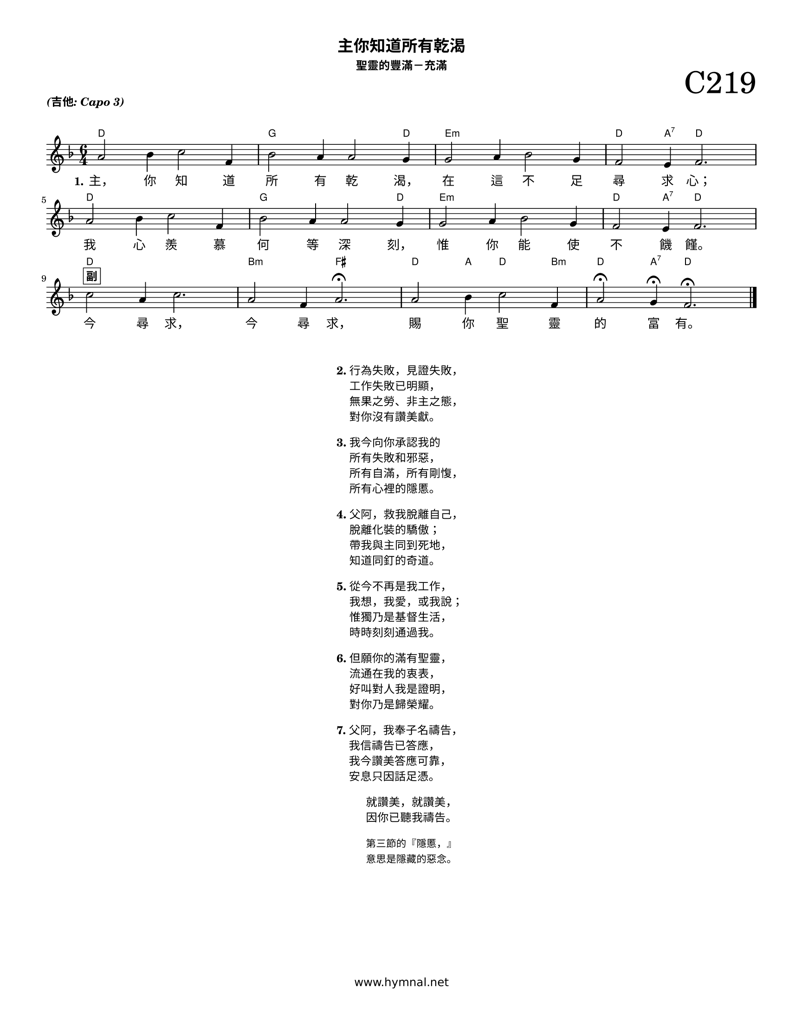 主你知道所有乾渴
聖靈的豐滿－充滿
C219
(吉他: Capo 3)
D G D Em D A7 D
6
4
1. 主， 你 知 道 所 有 乾 渴， 在 這 不 足 尋 求 心；
5
D G D Em D A7 D
我 心 羨 慕 何 等 深 刻， 惟 你 能 使 不 饑 饉。
9
D Bm F♯ D A D Bm D A7 D
副
今 尋 求， 今 尋 求， 賜 你 聖 靈 的 富 有。
2. 行為失敗，見證失敗，
工作失敗已明顯，
無果之勞、非主之態，
對你沒有讚美獻。
3. 我今向你承認我的
所有失敗和邪惡，
所有自滿，所有剛愎，
所有心裡的隱慝。
4. 父阿，救我脫離自己，
脫離化裝的驕傲；
帶我與主同到死地，
知道同釘的奇道。
5. 從今不再是我工作，
我想，我愛，或我說；
惟獨乃是基督生活，
時時刻刻通過我。
6. 但願你的滿有聖靈，
流通在我的衷表，
好叫對人我是證明，
對你乃是歸榮耀。
7. 父阿，我奉子名禱告，
我信禱告已答應，
我今讚美答應可靠，
安息只因話足憑。
就讚美，就讚美，
因你已聽我禱告。
第三節的『隱慝，』
意思是隱藏的惡念。
www.hymnal.net